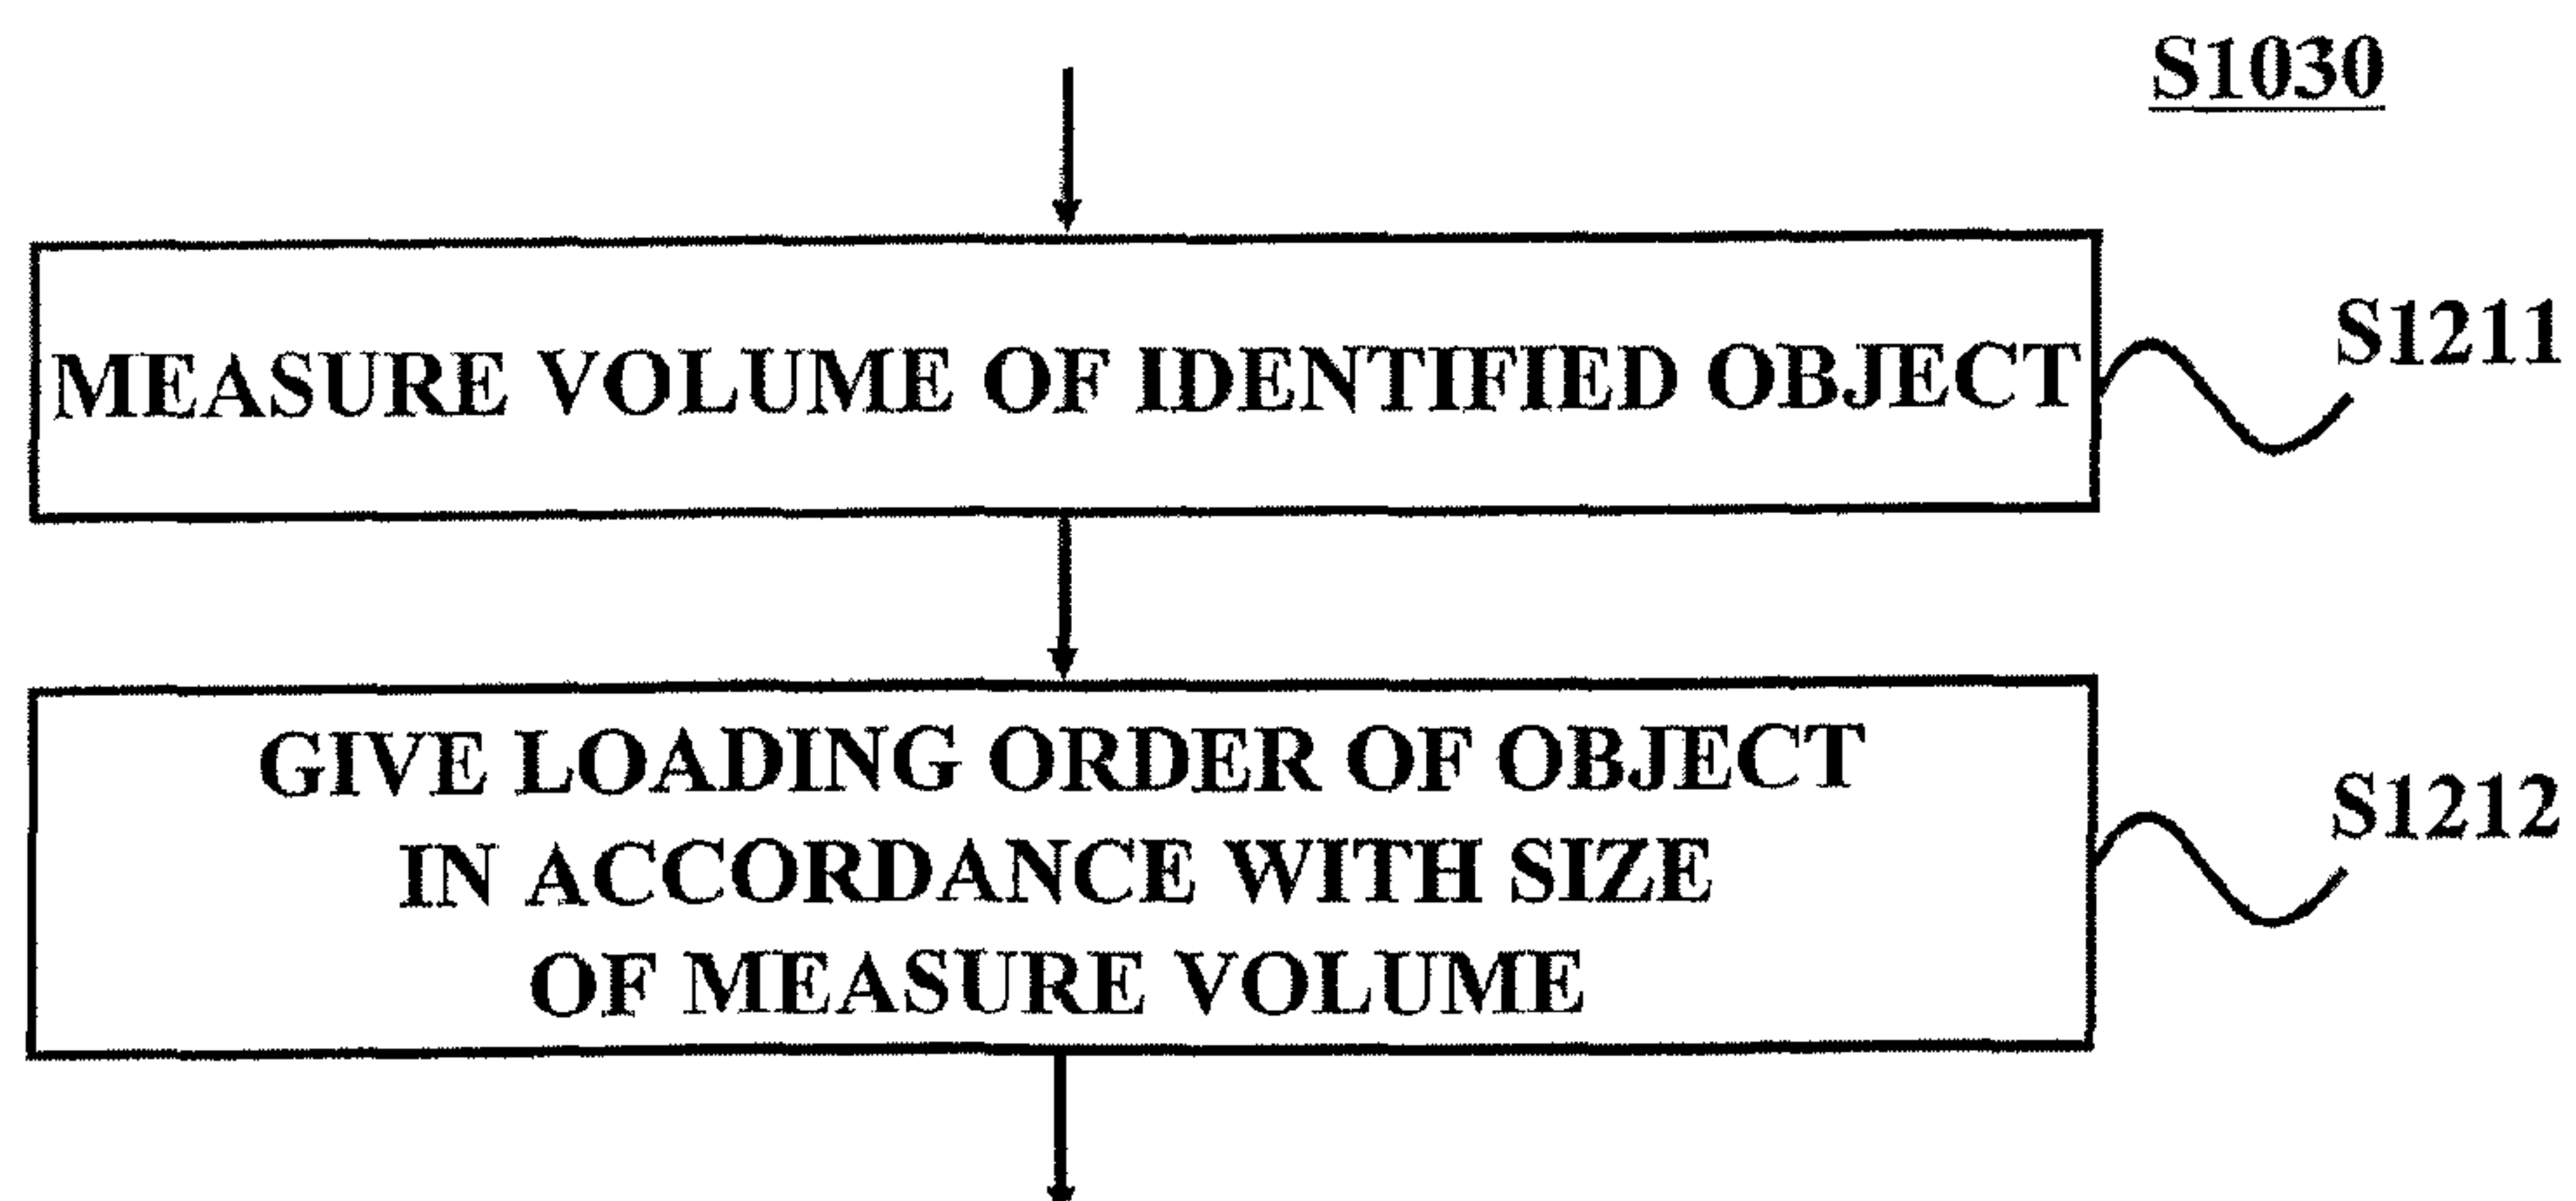 S1030
MEASURE VOLUME OF IDENTIFIED OBJECT
S1211
GIVE LOADING ORDER OF OBJECT
IN ACCORDANCE WITH SIZE
OF MEASURE VOLUME
S1212